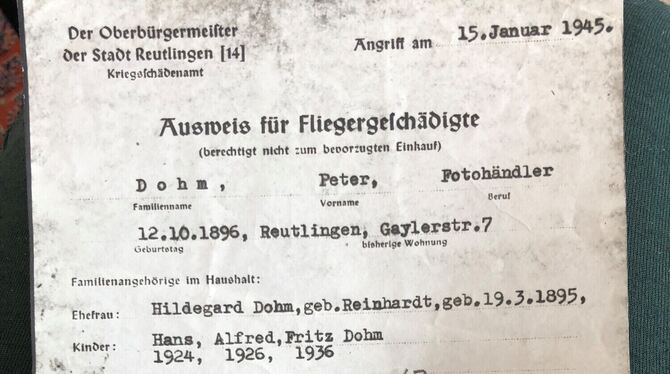 Der Oberbürgermeister
der Stadt Reutlingen [14]
Kriegsschädenamt
Angriff am 15.Januar 1945.
Ausweis für Fliegergeschädigte
(berechtigt nicht zum bevorzugten Einkauf)
Dohm, Peter, Fotohändler
Familienname Vorname Beruf
12.10.1896, Reutlingen, Gaylerstr.7
Geburtstag bisherige Wohnung
Familienangehörige im Haushalt:
Ehefrau: Hildegard Dohm,geb.Reinhardt,geb.19.3.1895,
Kinder: Hans, Alfred,Fritz Dohm
1924, 1926, 1936